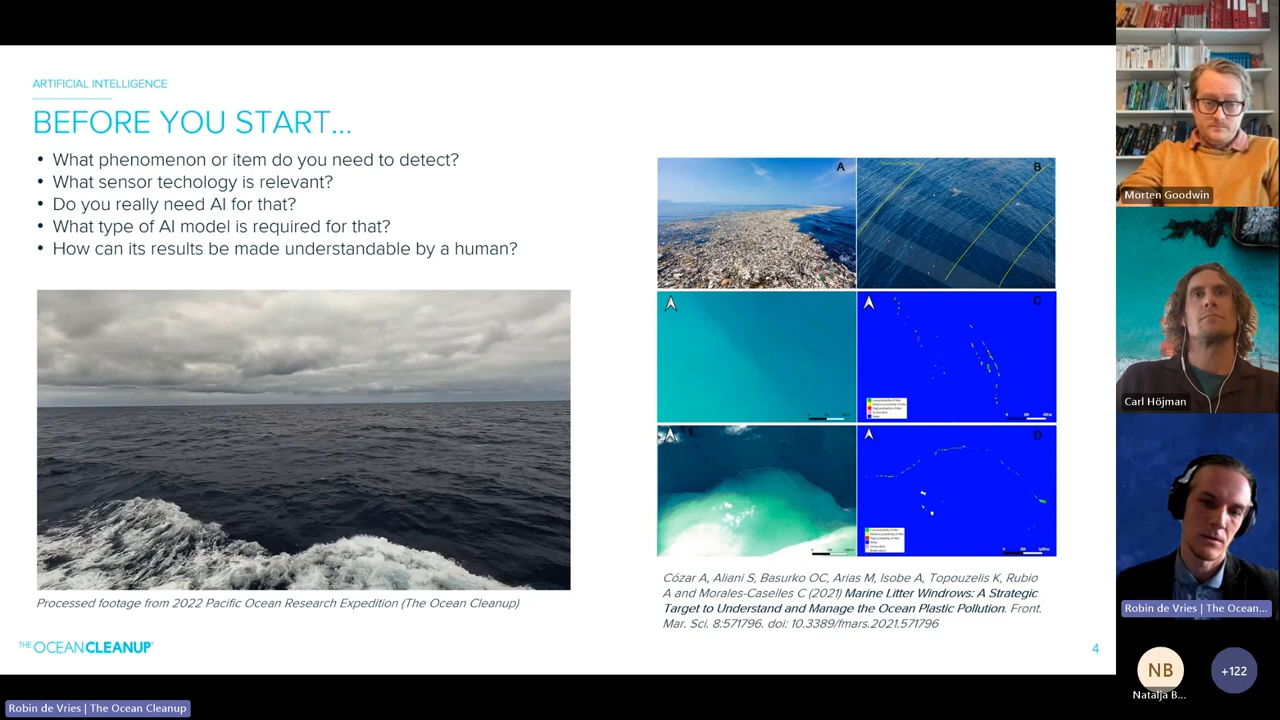 ARTIFICIAL INTELLIGENCE
BEFORE YOU START...
• What phenomenon or item do you need to detect?
• What sensor techology is relevant?
• Do you really need AI for that?
• What type of AI model is required for that?
• How can its results be made understandable by a human?
Processed footage from 2022 Pacific Ocean Research Expedition (The Ocean Cleanup)
A
B
C
D
Cózar A, Aliani S, Basurko OC, Arias M, Isobe A, Topouzelis K, Rubio
A and Morales-Caselles C (2021) Marine Litter Windrows: A Strategic
Target to Understand and Manage the Ocean Plastic Pollution. Front.
Mar. Sci. 8:571796. doi: 10.3389/fmars.2021.571796
THE OCEANCLEANUP
4
Morten Goodwin
Carl Höjman
Robin de Vries | The Ocean...
NB
Natalja B...
+122
Robin de Vries | The Ocean Cleanup